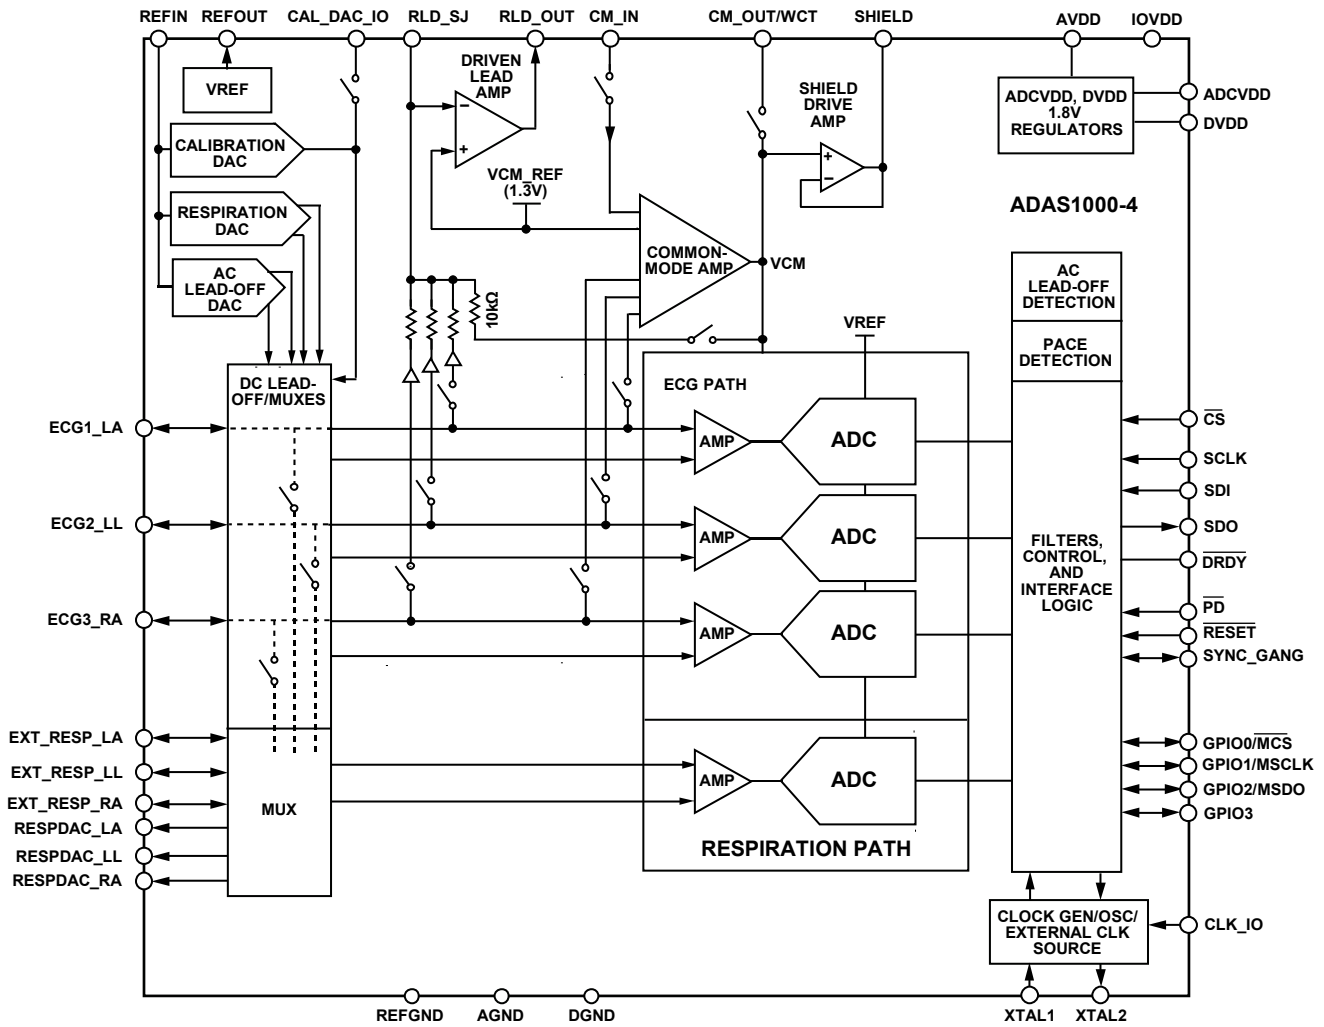 REFIN REFOUT CAL_DAC_IO RLD_SJ RLD_OUT CM_IN CM_OUT/WCT SHIELD AVDD IOVDD
VREF
DRIVEN
LEAD
AMP
SHIELD
DRIVE
AMP
ADCVDD, DVDD
1.8V
REGULATORS
ADCVDD
DVDD
CALIBRATION
DAC
– +
+ –
VCM_REF
(1.3V)
ADAS1000-4
RESPIRATION
DAC
AC
LEAD-OFF
DAC
COMMON-
MODE AMP
VCM
10kΩ
AC
LEAD-OFF
DETECTION
PACE
DETECTION
VREF
DC LEAD-
OFF/MUXES
ECG PATH
ECG1_LA
AMP
ADC
CS
SCLK
SDI
ECG2_LL
AMP
ADC
SDO
DRDY
FILTERS,
CONTROL,
AND
INTERFACE
LOGIC
ECG3_RA
AMP
ADC
PD
RESET
SYNC_GANG
EXT_RESP_LA
EXT_RESP_LL
EXT_RESP_RA
RESPDAC_LA
RESPDAC_LL
RESPDAC_RA
MUX
AMP
ADC
RESPIRATION PATH
GPIO0/MCS
GPIO1/MSCLK
GPIO2/MSDO
GPIO3
CLOCK GEN/OSC/
EXTERNAL CLK
SOURCE
CLK_IO
REFGND AGND DGND XTAL1 XTAL2